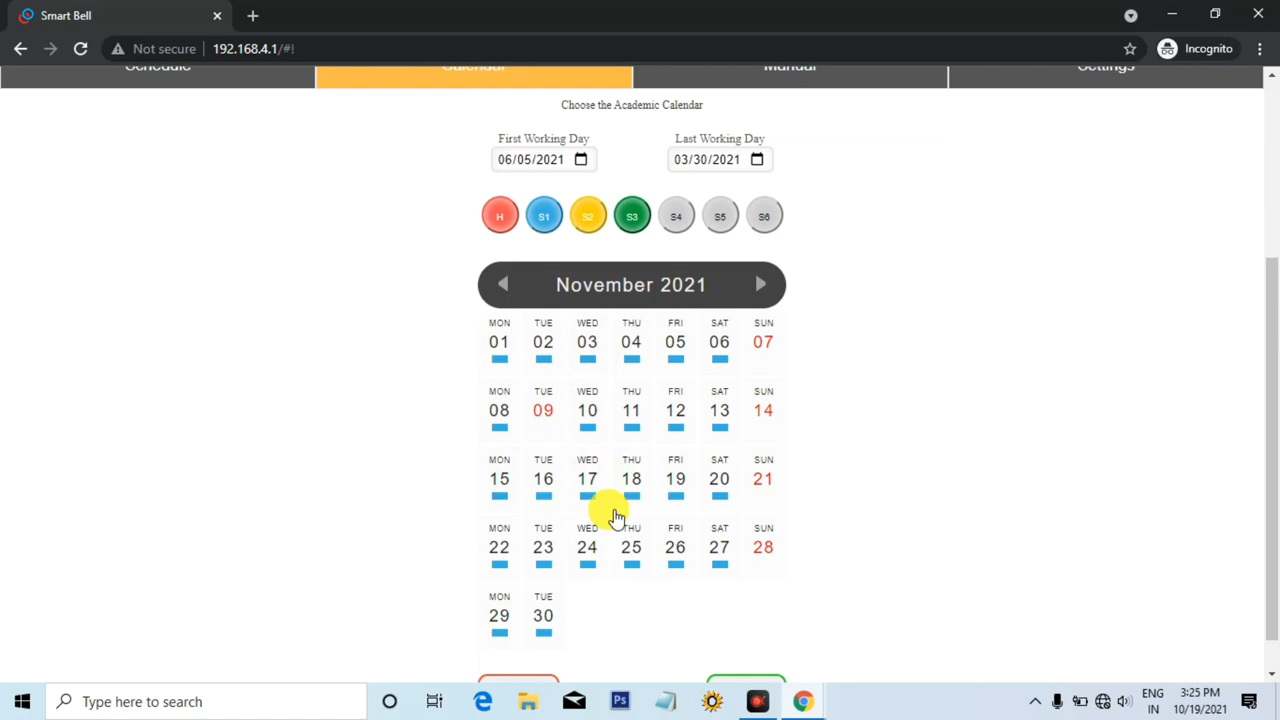 Smart Bell
Not secure 192.168.4.1/#! Incognito
Schedule Calendar Manual Settings
Choose the Academic Calendar
First Working Day Last Working Day
06/05/2021 03/30/2021
H S1 S2 S3 S4 S5 S6
November 2021
MON TUE WED THU FRI SAT SUN
01 02 03 04 05 06 07
MON TUE WED THU FRI SAT SUN
08 09 10 11 12 13 14
MON TUE WED THU FRI SAT SUN
15 16 17 18 19 20 21
MON TUE WED THU FRI SAT SUN
22 23 24 25 26 27 28
MON TUE
29 30
Type here to search
Ps
ENG
IN
3:25 PM
10/19/2021